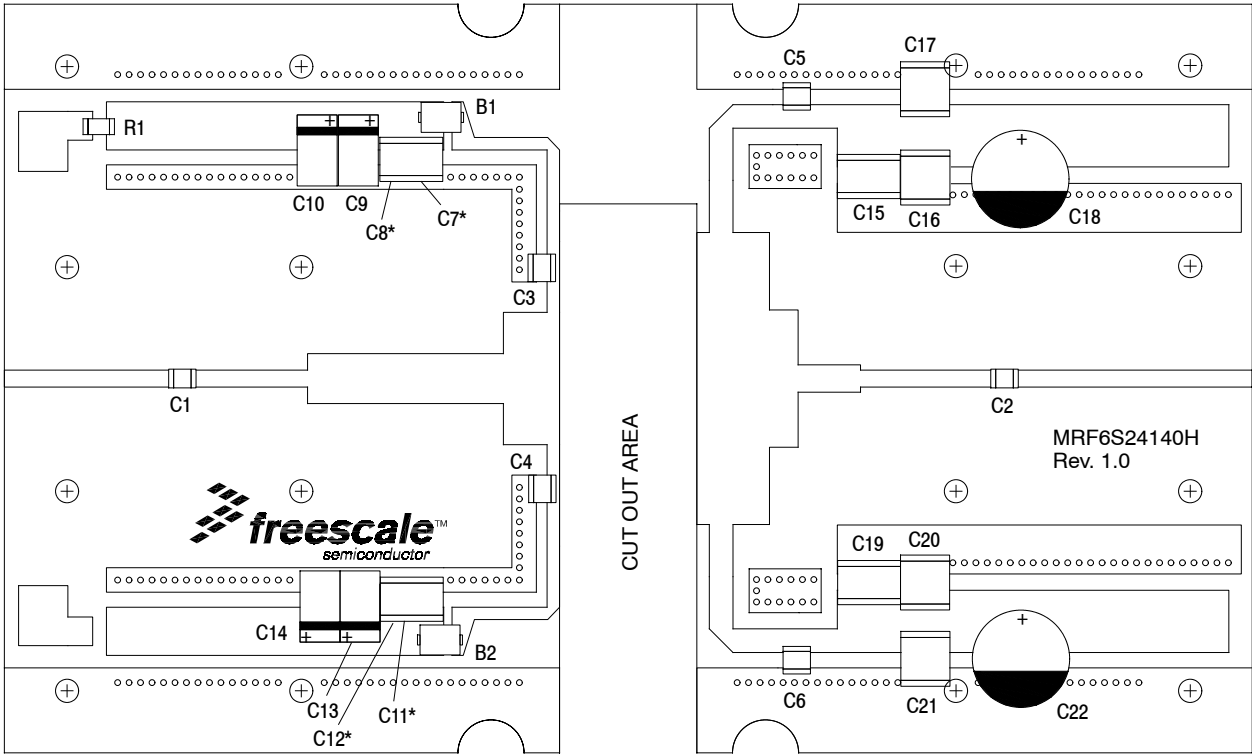 C17
C5
B1
R1
+
+
+
C10
C9
C15
C16
C18
C8*
C7*
C3
C1
C2
CUT OUT AREA
MRF6S24140H
Rev. 1.0
C4
freescale™
semiconductor
C19
C20
C14
+
+
+
B2
C13
C11*
C12*
C6
C21
C22